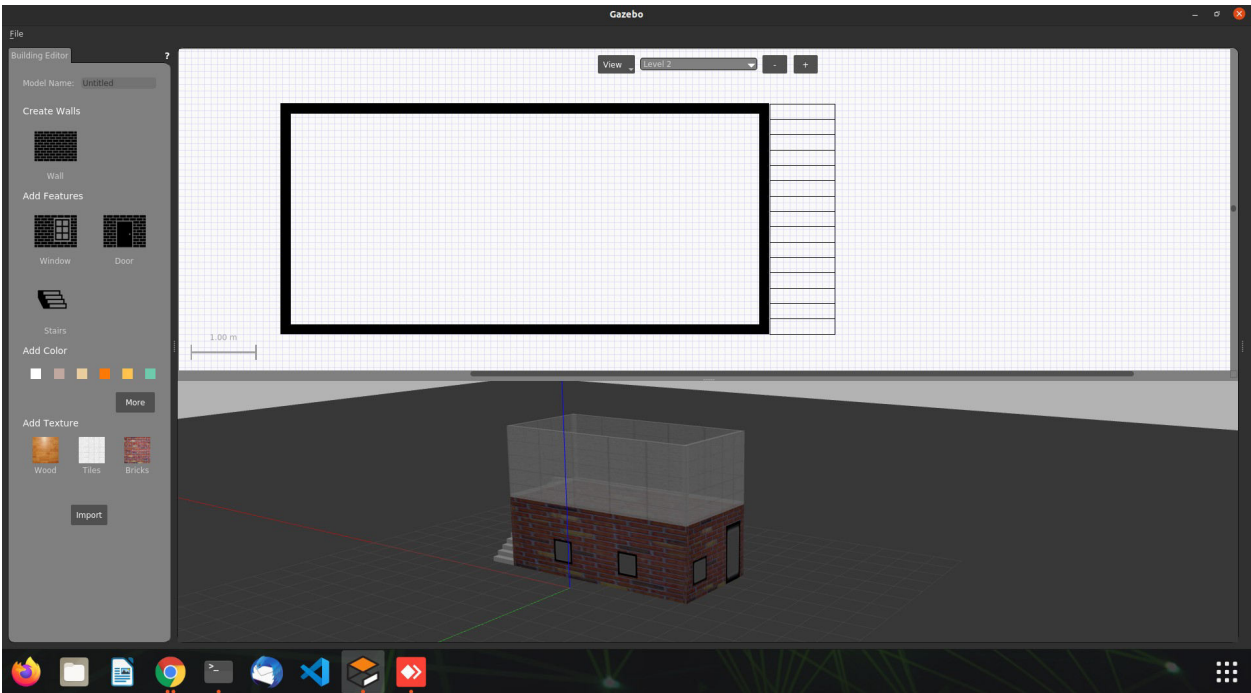 Gazebo
File
Building Editor
?
Model Name: Untitled
Create Walls
Wall
Add Features
Window Door
Stairs
Add Color
More
Add Texture
Wood Tiles Bricks
Import
View Level 2 - +
1.00 m
>_